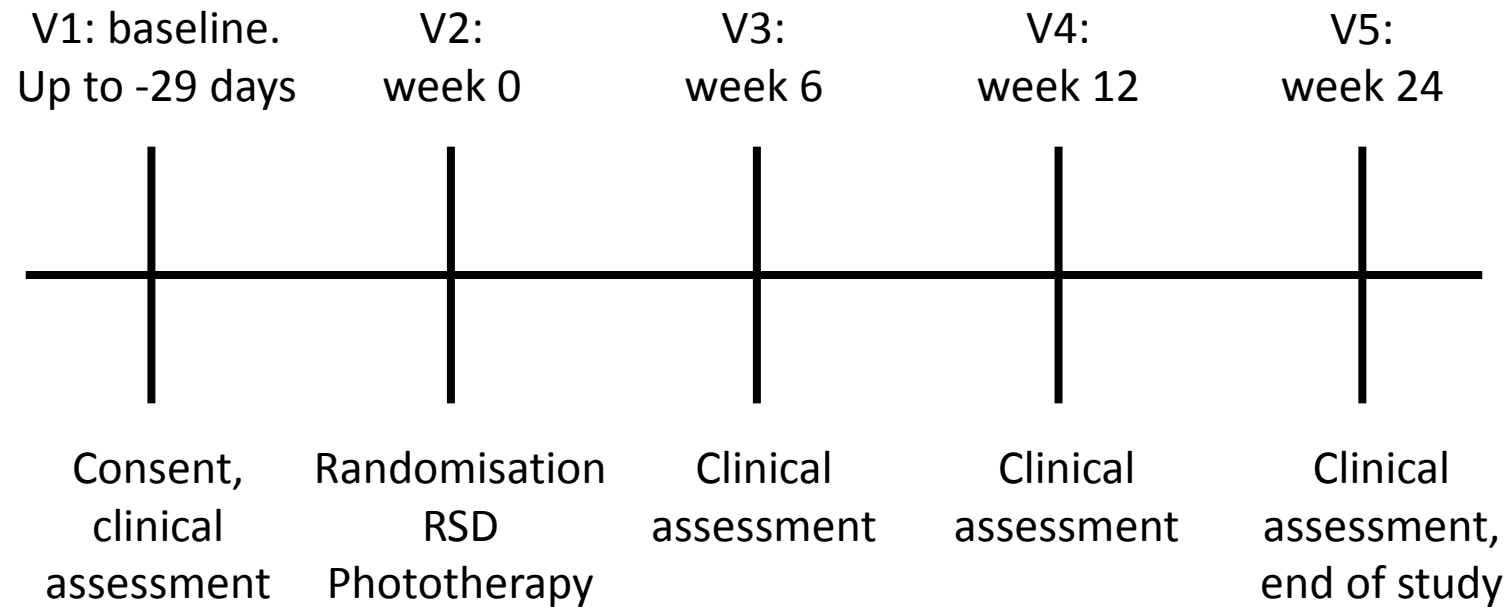 V1: baseline.
Up to -29 days
V2:
week 0
V3:
week 6
V4:
week 12
V5:
week 24
Consent,
clinical
assessment
Randomisation
RSD
Phototherapy
Clinical
assessment
Clinical
assessment
Clinical
assessment,
end of study